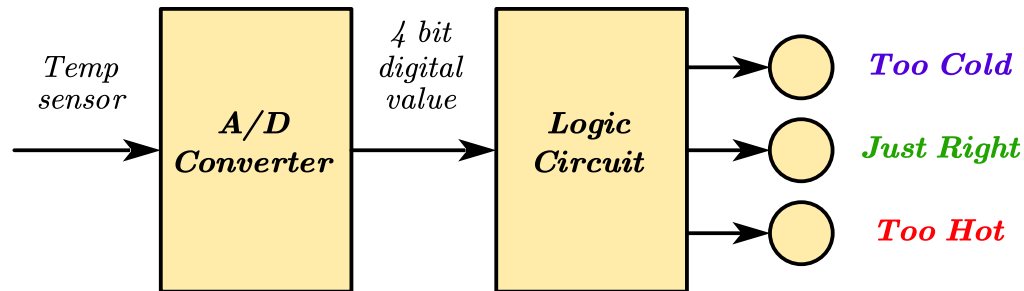 Temp
sensor
A/D
Converter
4 bit
digital
value
Logic
Circuit
Too Cold
Just Right
Too Hot